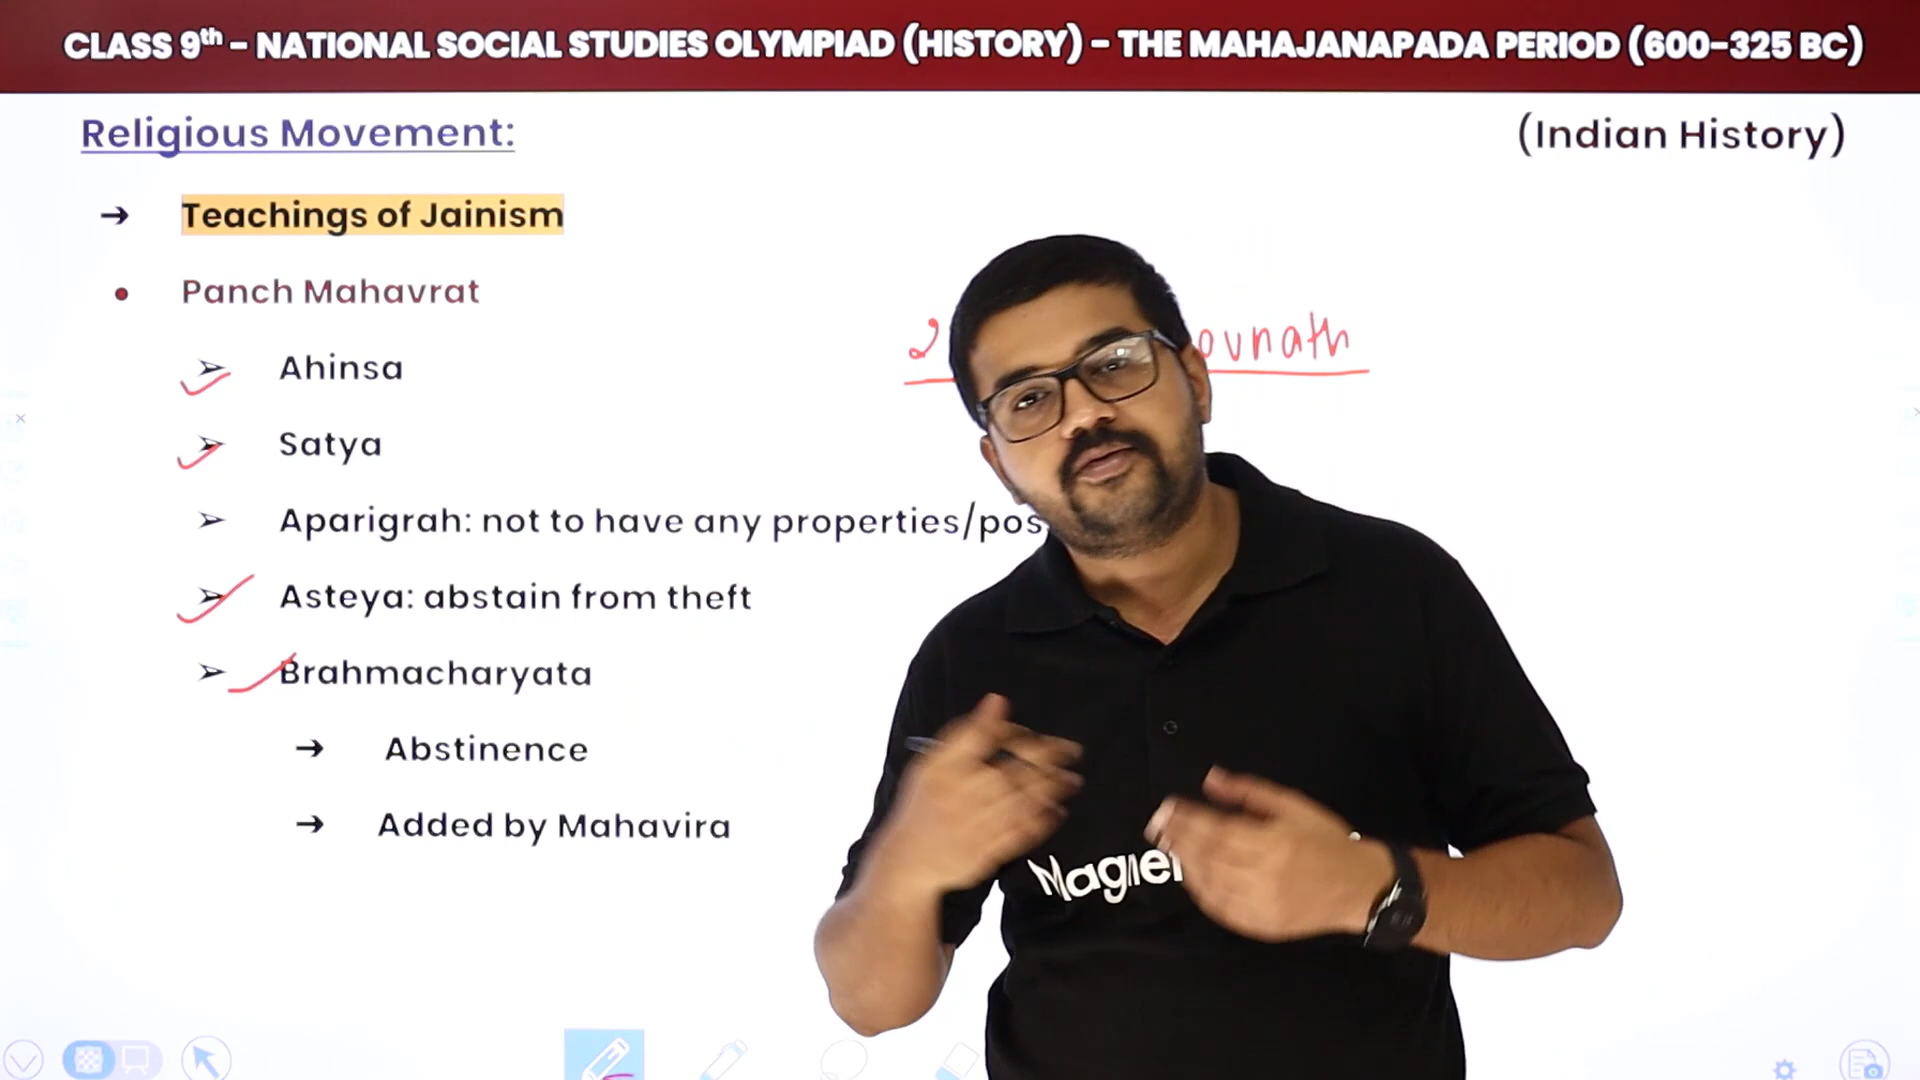 CLASS 9th - NATIONAL SOCIAL STUDIES OLYMPIAD (HISTORY) - THE MAHAJANAPADA PERIOD (600-325 BC)
Religious Movement:
(Indian History)
➔ Teachings of Jainism
• Panch Mahavrat
➢ Ahinsa
➢ Satya
➢ Aparigrah: not to have any properties/
➢ Asteya: abstain from theft
➢ Brahmacharyata
➔ Abstinence
➔ Added by Mahavira